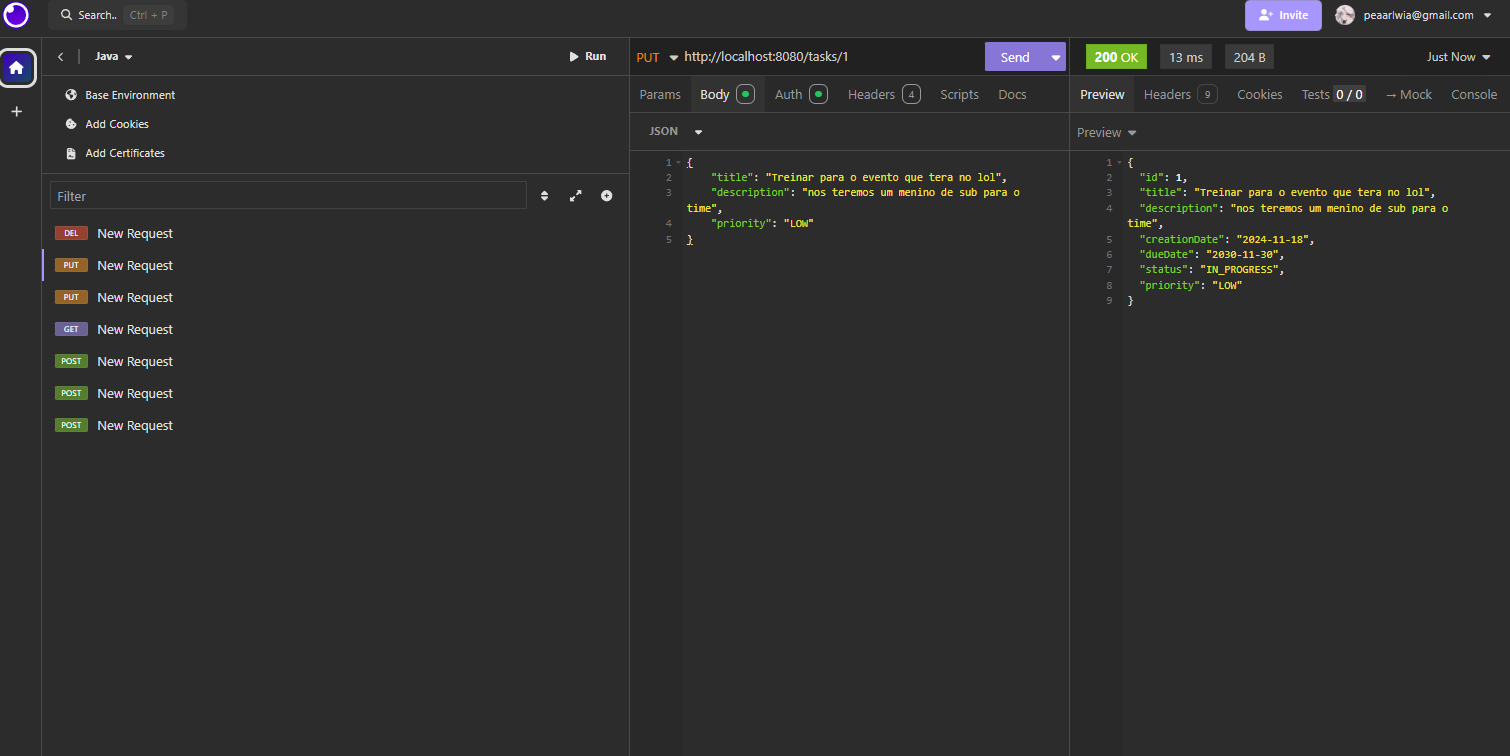 Search.. Ctrl + P
Invite
peaarlwia@gmail.com
Java
Run
Base Environment
Add Cookies
Add Certificates
Filter
DEL New Request
PUT New Request
PUT New Request
GET New Request
POST New Request
POST New Request
POST New Request
PUT http://localhost:8080/tasks/1
Send
Params Body Auth Headers 4 Scripts Docs
JSON
1 {
2 "title": "Treinar para o evento que tera no lol",
3 "description": "nos teremos um menino de sub para o
time",
4 "priority": "LOW"
5 }
200 OK 13 ms 204 B Just Now
Preview Headers 9 Cookies Tests 0 / 0 → Mock Console
Preview
1 {
2 "id": 1,
3 "title": "Treinar para o evento que tera no lol",
4 "description": "nos teremos um menino de sub para o
time",
5 "creationDate": "2024-11-18",
6 "dueDate": "2030-11-30",
7 "status": "IN_PROGRESS",
8 "priority": "LOW"
9 }